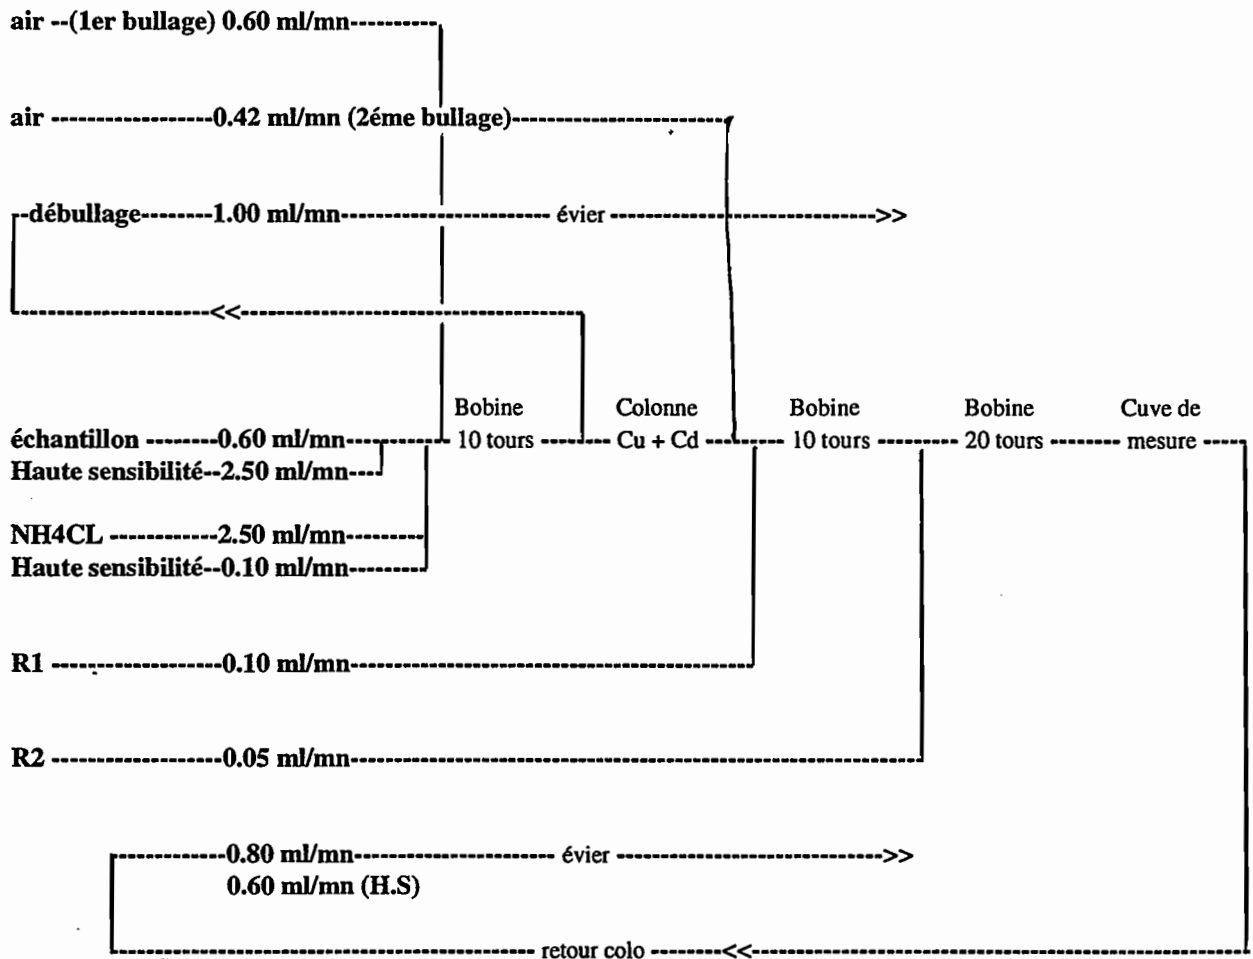 air --(1er bullage) 0.60 ml/mn
air 0.42 ml/mn (2éme bullage)
débullage 1.00 ml/mn évier >>
<<
Bobine Colonne Bobine Bobine Cuve de
échantillon 0.60 ml/mn 10 tours Cu + Cd 10 tours 20 tours mesure
Haute sensibilité--2.50 ml/mn
NH4CL 2.50 ml/mn
Haute sensibilité--0.10 ml/mn
R1 0.10 ml/mn
R2 0.05 ml/mn
0.80 ml/mn évier >>
0.60 ml/mn (H.S)
retour colo <<